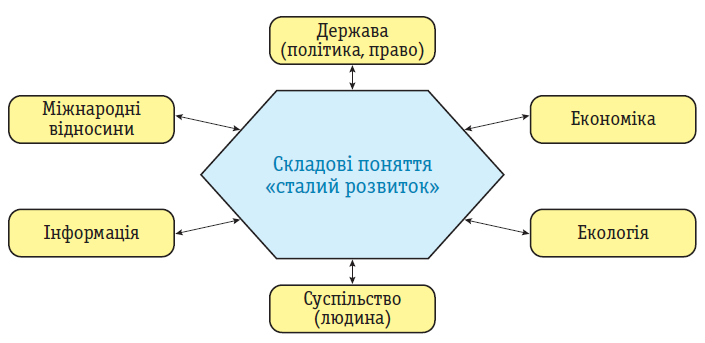 Держава
(політика, право)
Міжнародні
відносини
Економіка
Складові поняття
«сталий розвиток»
Інформація
Екологія
Суспільство
(людина)